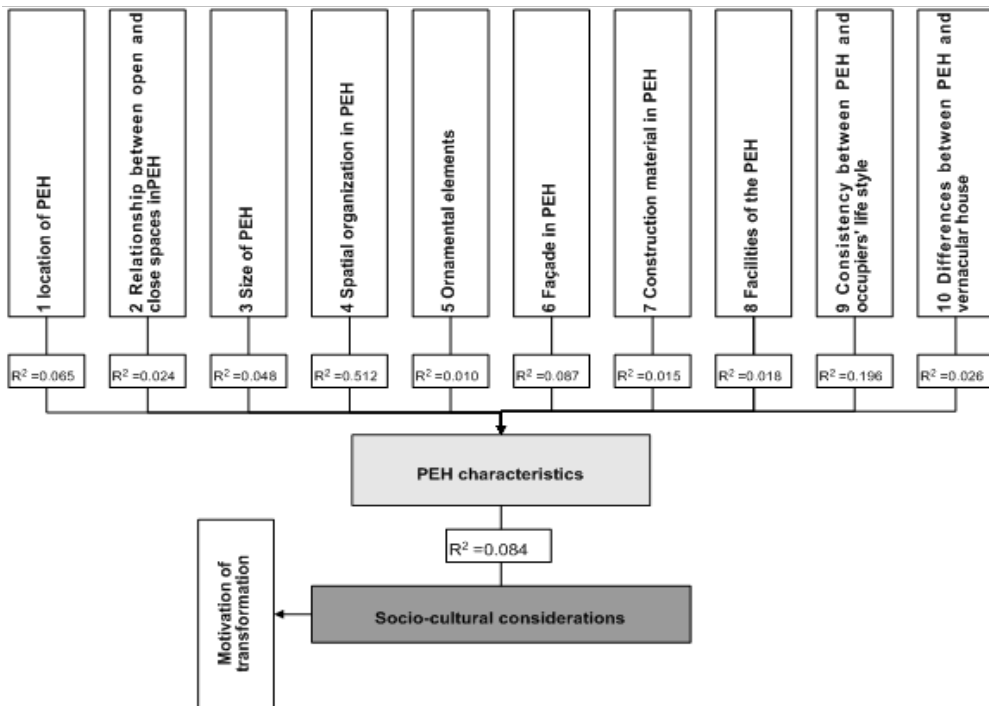 1 location of PEH
2 Relationship between open and
close spaces inPEH
3 Size of PEH
4 Spatial organization in PEH
5 Ornamental elements
6 Façade in PEH
7 Construction material in PEH
8 Facilities of the PEH
9 Consistency between PEH and
occupiers' life style
10 Differences between PEH and
vernacular house
R² =0.065
R² =0.024
R² =0.048
R² =0.512
R² =0.010
R² =0.087
R² =0.015
R² =0.018
R² =0.196
R² =0.026
PEH characteristics
R² =0.084
Motivation of
transformation
Socio-cultural considerations